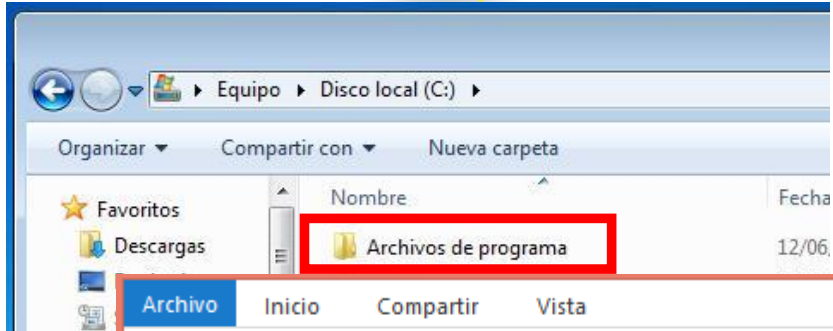 Equipo Disco local (C:)
Organizar Compartir con Nueva carpeta
Favoritos Nombre Fecha
Descargas Archivos de programa 12/06,
Archivo Inicio Compartir Vista